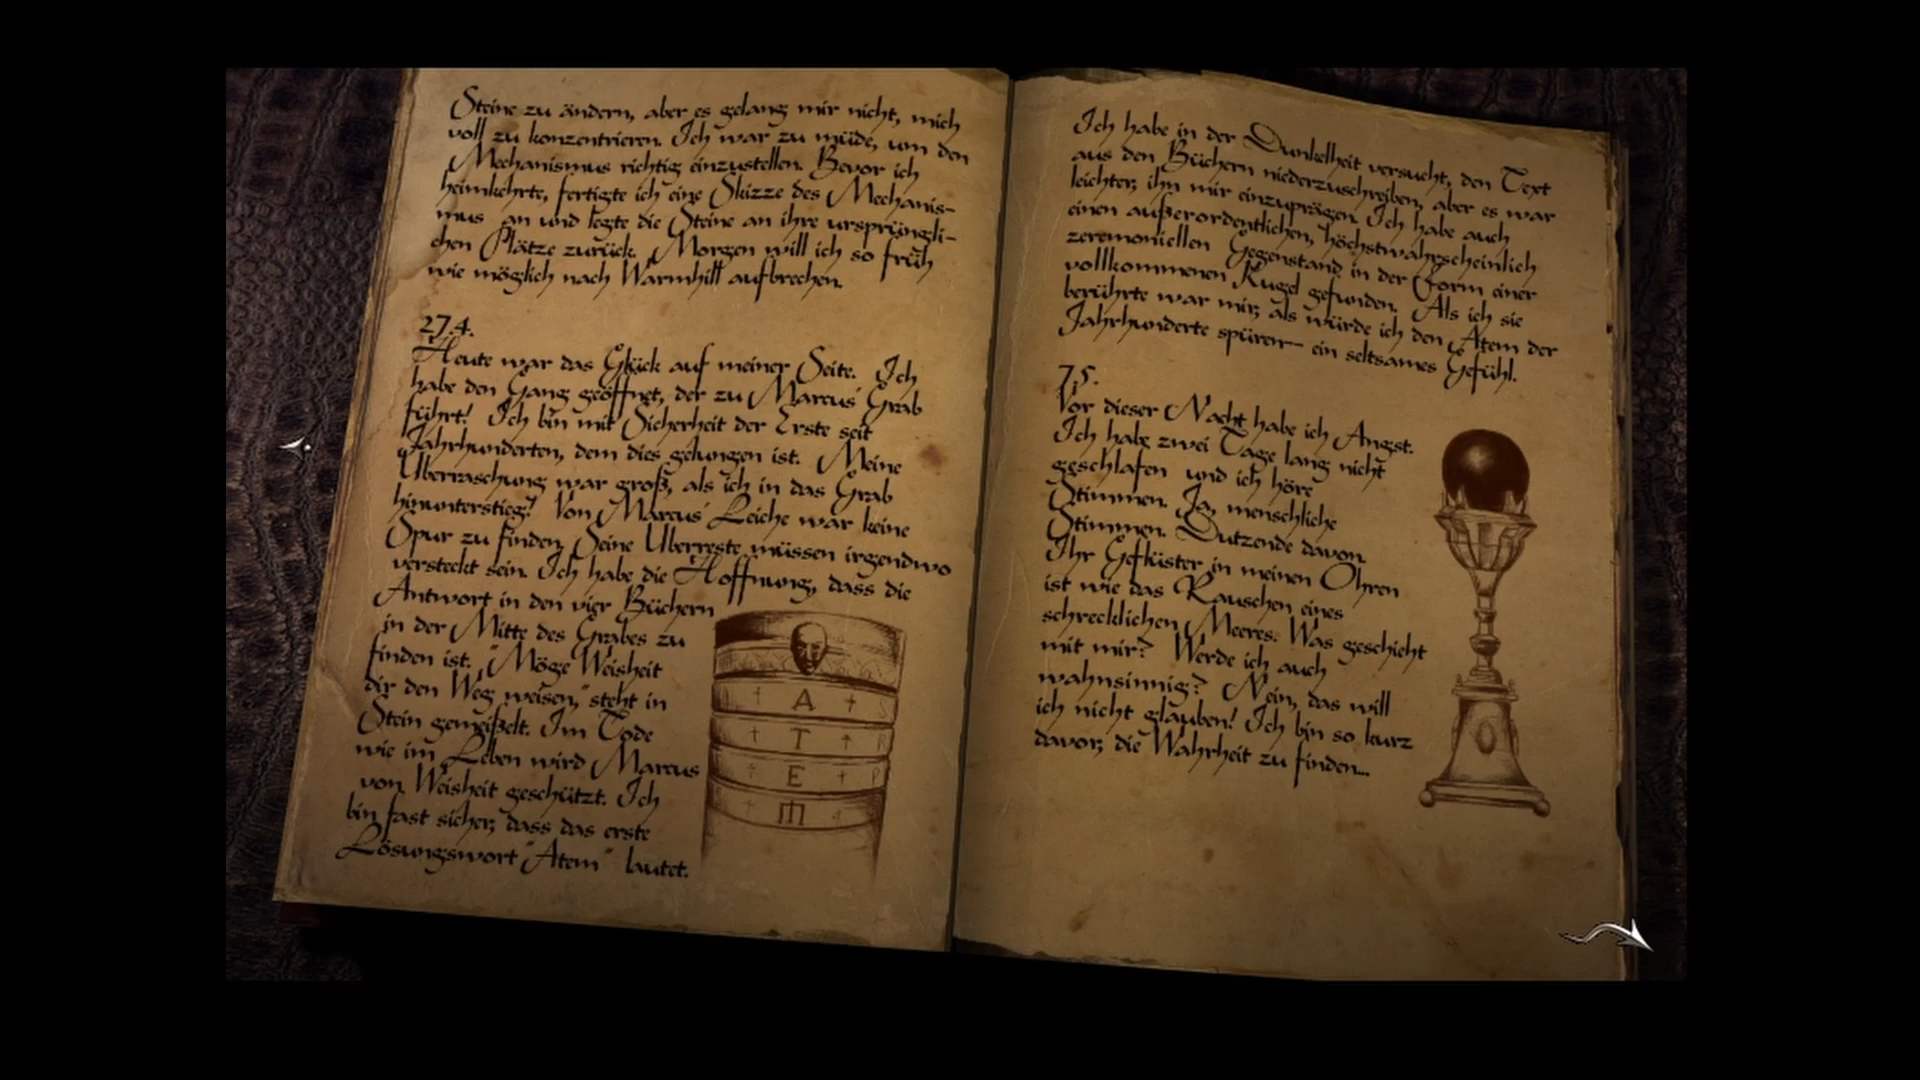 Steine zu ändern, aber es gelang mir nicht, mich
voll zu konzentrieren. Ich war zu müde, um den
Mechanismus richtig einzustellen. Bevor ich
heimkehrte, fertigte ich eine Skizze des Mechanis-
mus an und legte die Steine an ihre ursprüngli-
chen Plätze zurück. Morgen will ich so früh
wie möglich nach Warmhill aufbrechen.
27.4.
Heute war das Glück auf meiner Seite. Ich
habe den Gang geöffnet, der zu Marcus' Grab
führt! Ich bin mit Sicherheit der Erste seit
Jahrhunderten, dem dies gelungen ist. Meine
Überraschung war groß, als ich in das Grab
hinunterstieg! Von Marcus' Leiche war keine
Spur zu finden. Seine Überreste müssen irgendwo
versteckt sein. Ich habe die Hoffnung, dass die
Antwort in den vier Büchern
in der Mitte des Grabes zu
finden ist. "Möge Weisheit
dir den Weg weisen," steht in
Stein gemeißelt. Im Tode
wie im Leben wird Marcus
von Weisheit geschützt. Ich
bin fast sicher, dass das erste
Lösungswort "Atem" lautet.
A S
T R
E P
M
Ich habe in der Dunkelheit versucht, den Text
aus den Büchern niederzuschreiben, aber es war
leichter, ihn mir einzuprägen. Ich habe auch
einen außerordentlichen, höchstwahrscheinlich
zeremoniellen Gegenstand in der Form einer
vollkommenen Kugel gefunden. Als ich sie
berührte war mir, als würde ich den Atem der
Jahrhunderte spüren - ein seltsames Gefühl.
7.5.
Vor dieser Nacht habe ich Angst.
Ich habe zwei Tage lang nicht
geschlafen und ich höre
Stimmen. Ja, menschliche
Stimmen. Dutzende davon.
Ihr Geflüster in meinen Ohren
ist wie das Rauschen eines
schrecklichen Meeres. Was geschieht
mit mir? Werde ich auch
wahnsinnig? Nein, das will
ich nicht glauben! Ich bin so kurz
davor, die Wahrheit zu finden...